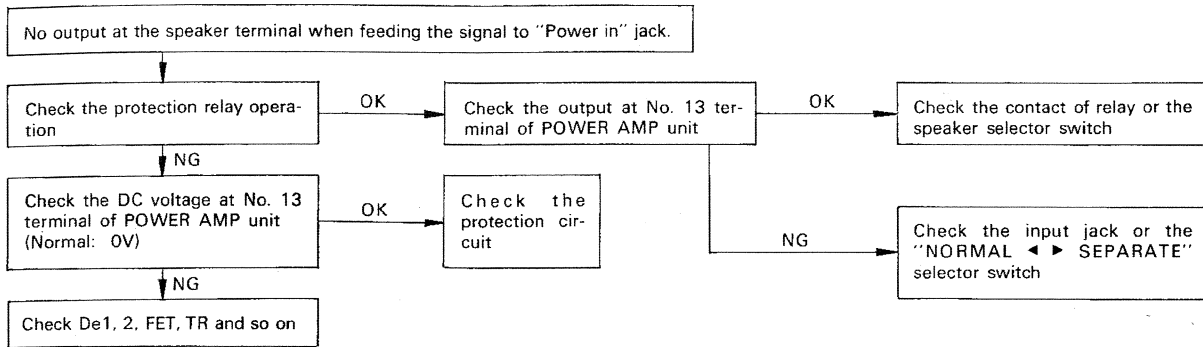 No output at the speaker terminal when feeding the signal to "Power in" jack.
Check the protection relay opera-
tion
OK
Check the output at No. 13 ter-
minal of POWER AMP unit
OK
Check the contact of relay or the
speaker selector switch
NG
Check the DC voltage at No. 13
terminal of POWER AMP unit
(Normal: 0V)
OK
Check the
protection cir-
cuit
NG
Check the input jack or the
"NORMAL ◄ ► SEPARATE"
selector switch
NG
Check De1, 2, FET, TR and so on